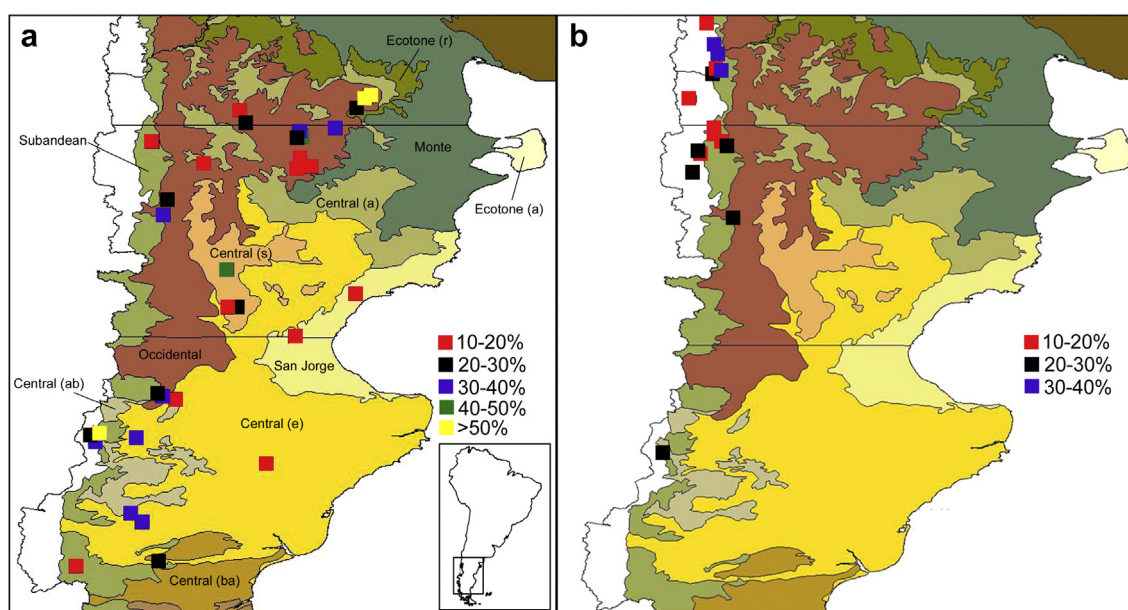 a
Ecotone (r)
Subandean
Monte
Central (a)
Ecotone (a)
Central (s)
10-20%
20-30%
30-40%
40-50%
>50%
Occidental
San Jorge
Central (ab)
Central (e)
Central (ba)
b
10-20%
20-30%
30-40%